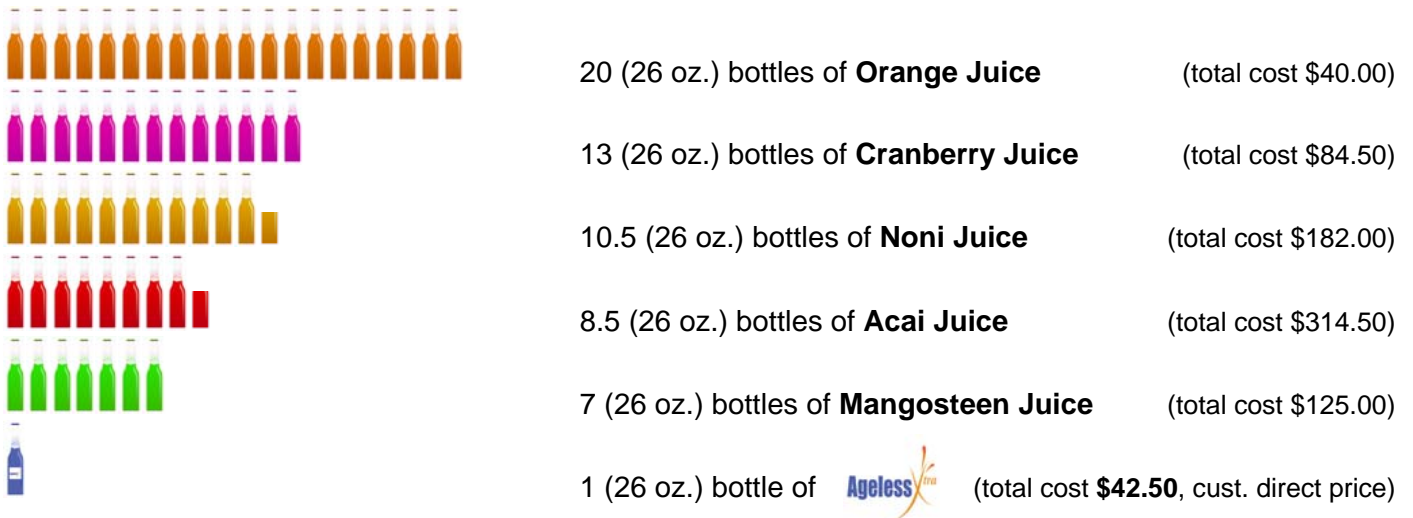 20 (26 oz.) bottles of Orange Juice (total cost $40.00)
13 (26 oz.) bottles of Cranberry Juice (total cost $84.50)
10.5 (26 oz.) bottles of Noni Juice (total cost $182.00)
8.5 (26 oz.) bottles of Acai Juice (total cost $314.50)
7 (26 oz.) bottles of Mangosteen Juice (total cost $125.00)
1 (26 oz.) bottle of Ageless Xtra (total cost $42.50, cust. direct price)